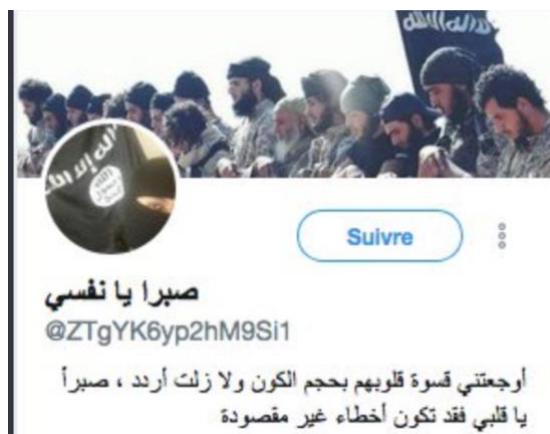 Suivre
صبرا يا نفسي
@ZTgYK6yp2hM9Si1
أوجعتني قسوة قلوبهم بحجم الكون ولا زلت أردد ، صبراً
يا قلبي فقد تكون أخطاء غير مقصودة